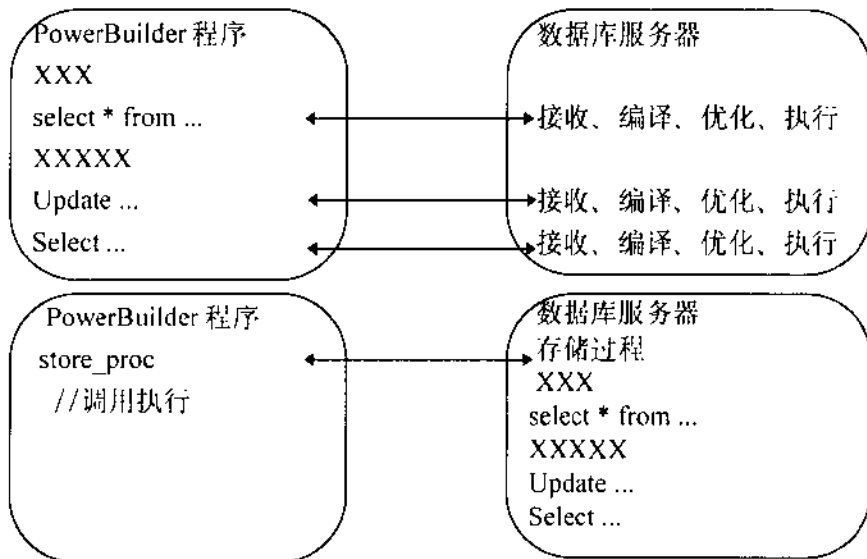 PowerBuilder 程序
XXX
select * from ...
XXXXX
Update ...
Select ...
数据库服务器
接收、编译、优化、执行
接收、编译、优化、执行
接收、编译、优化、执行
PowerBuilder 程序
store_proc
//调用执行
数据库服务器
存储过程
XXX
select * from ...
XXXXX
Update ...
Select ...